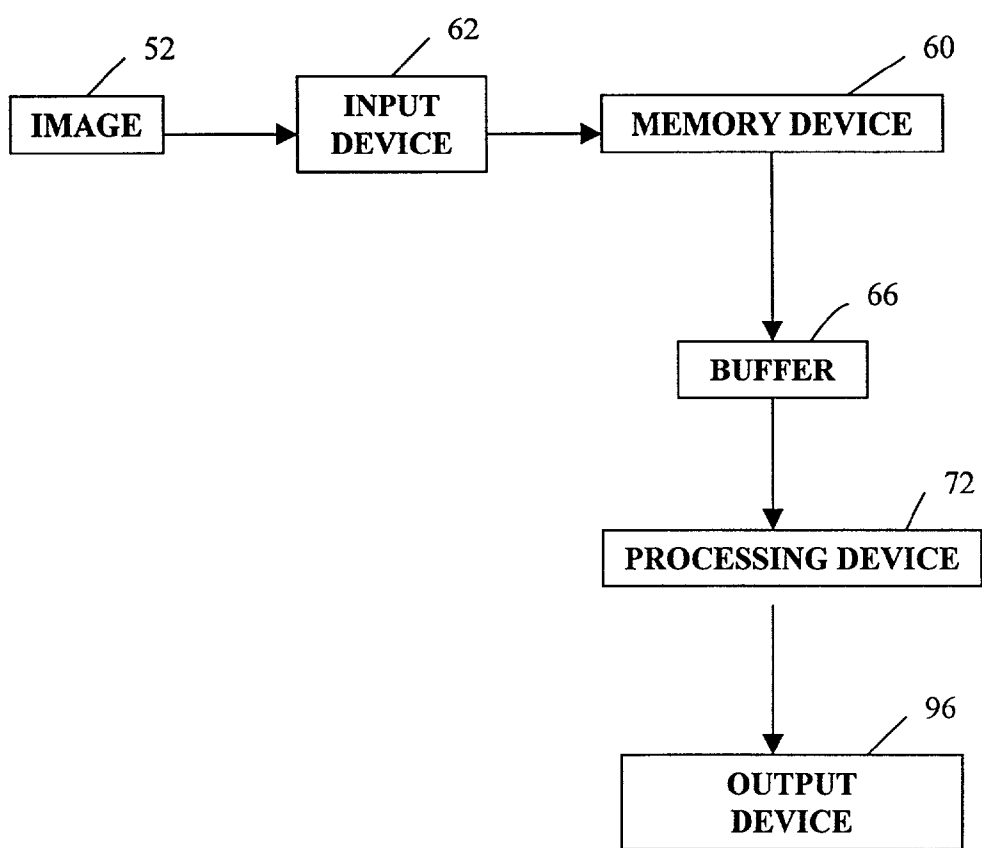 52
62
60
IMAGE
INPUT
DEVICE
MEMORY DEVICE
66
BUFFER
72
PROCESSING DEVICE
96
OUTPUT
DEVICE